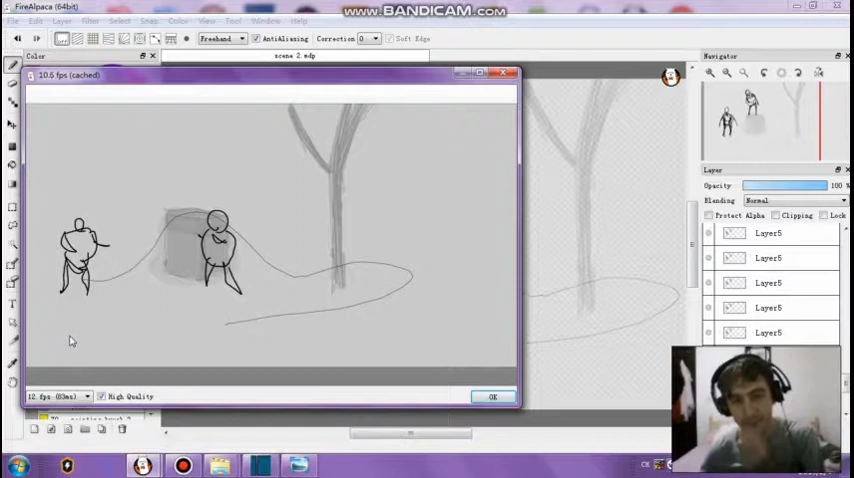 FireAlpaca (64bit)
www.BANDICAM.com
File Edit Layer Filter Select Snap Color View Tool Window Help
OFF Freehand AntiAliasing Correction 0 Soft Edge
Color
scene 2.mdp
Navigator
10.6 fps (cached)
Layer
Opacity 100 %
Blending Normal
Protect Alpha Clipping Lock
Layer5
Layer5
Layer5
Layer5
Layer5
12 fps (83ms) High Quality OK